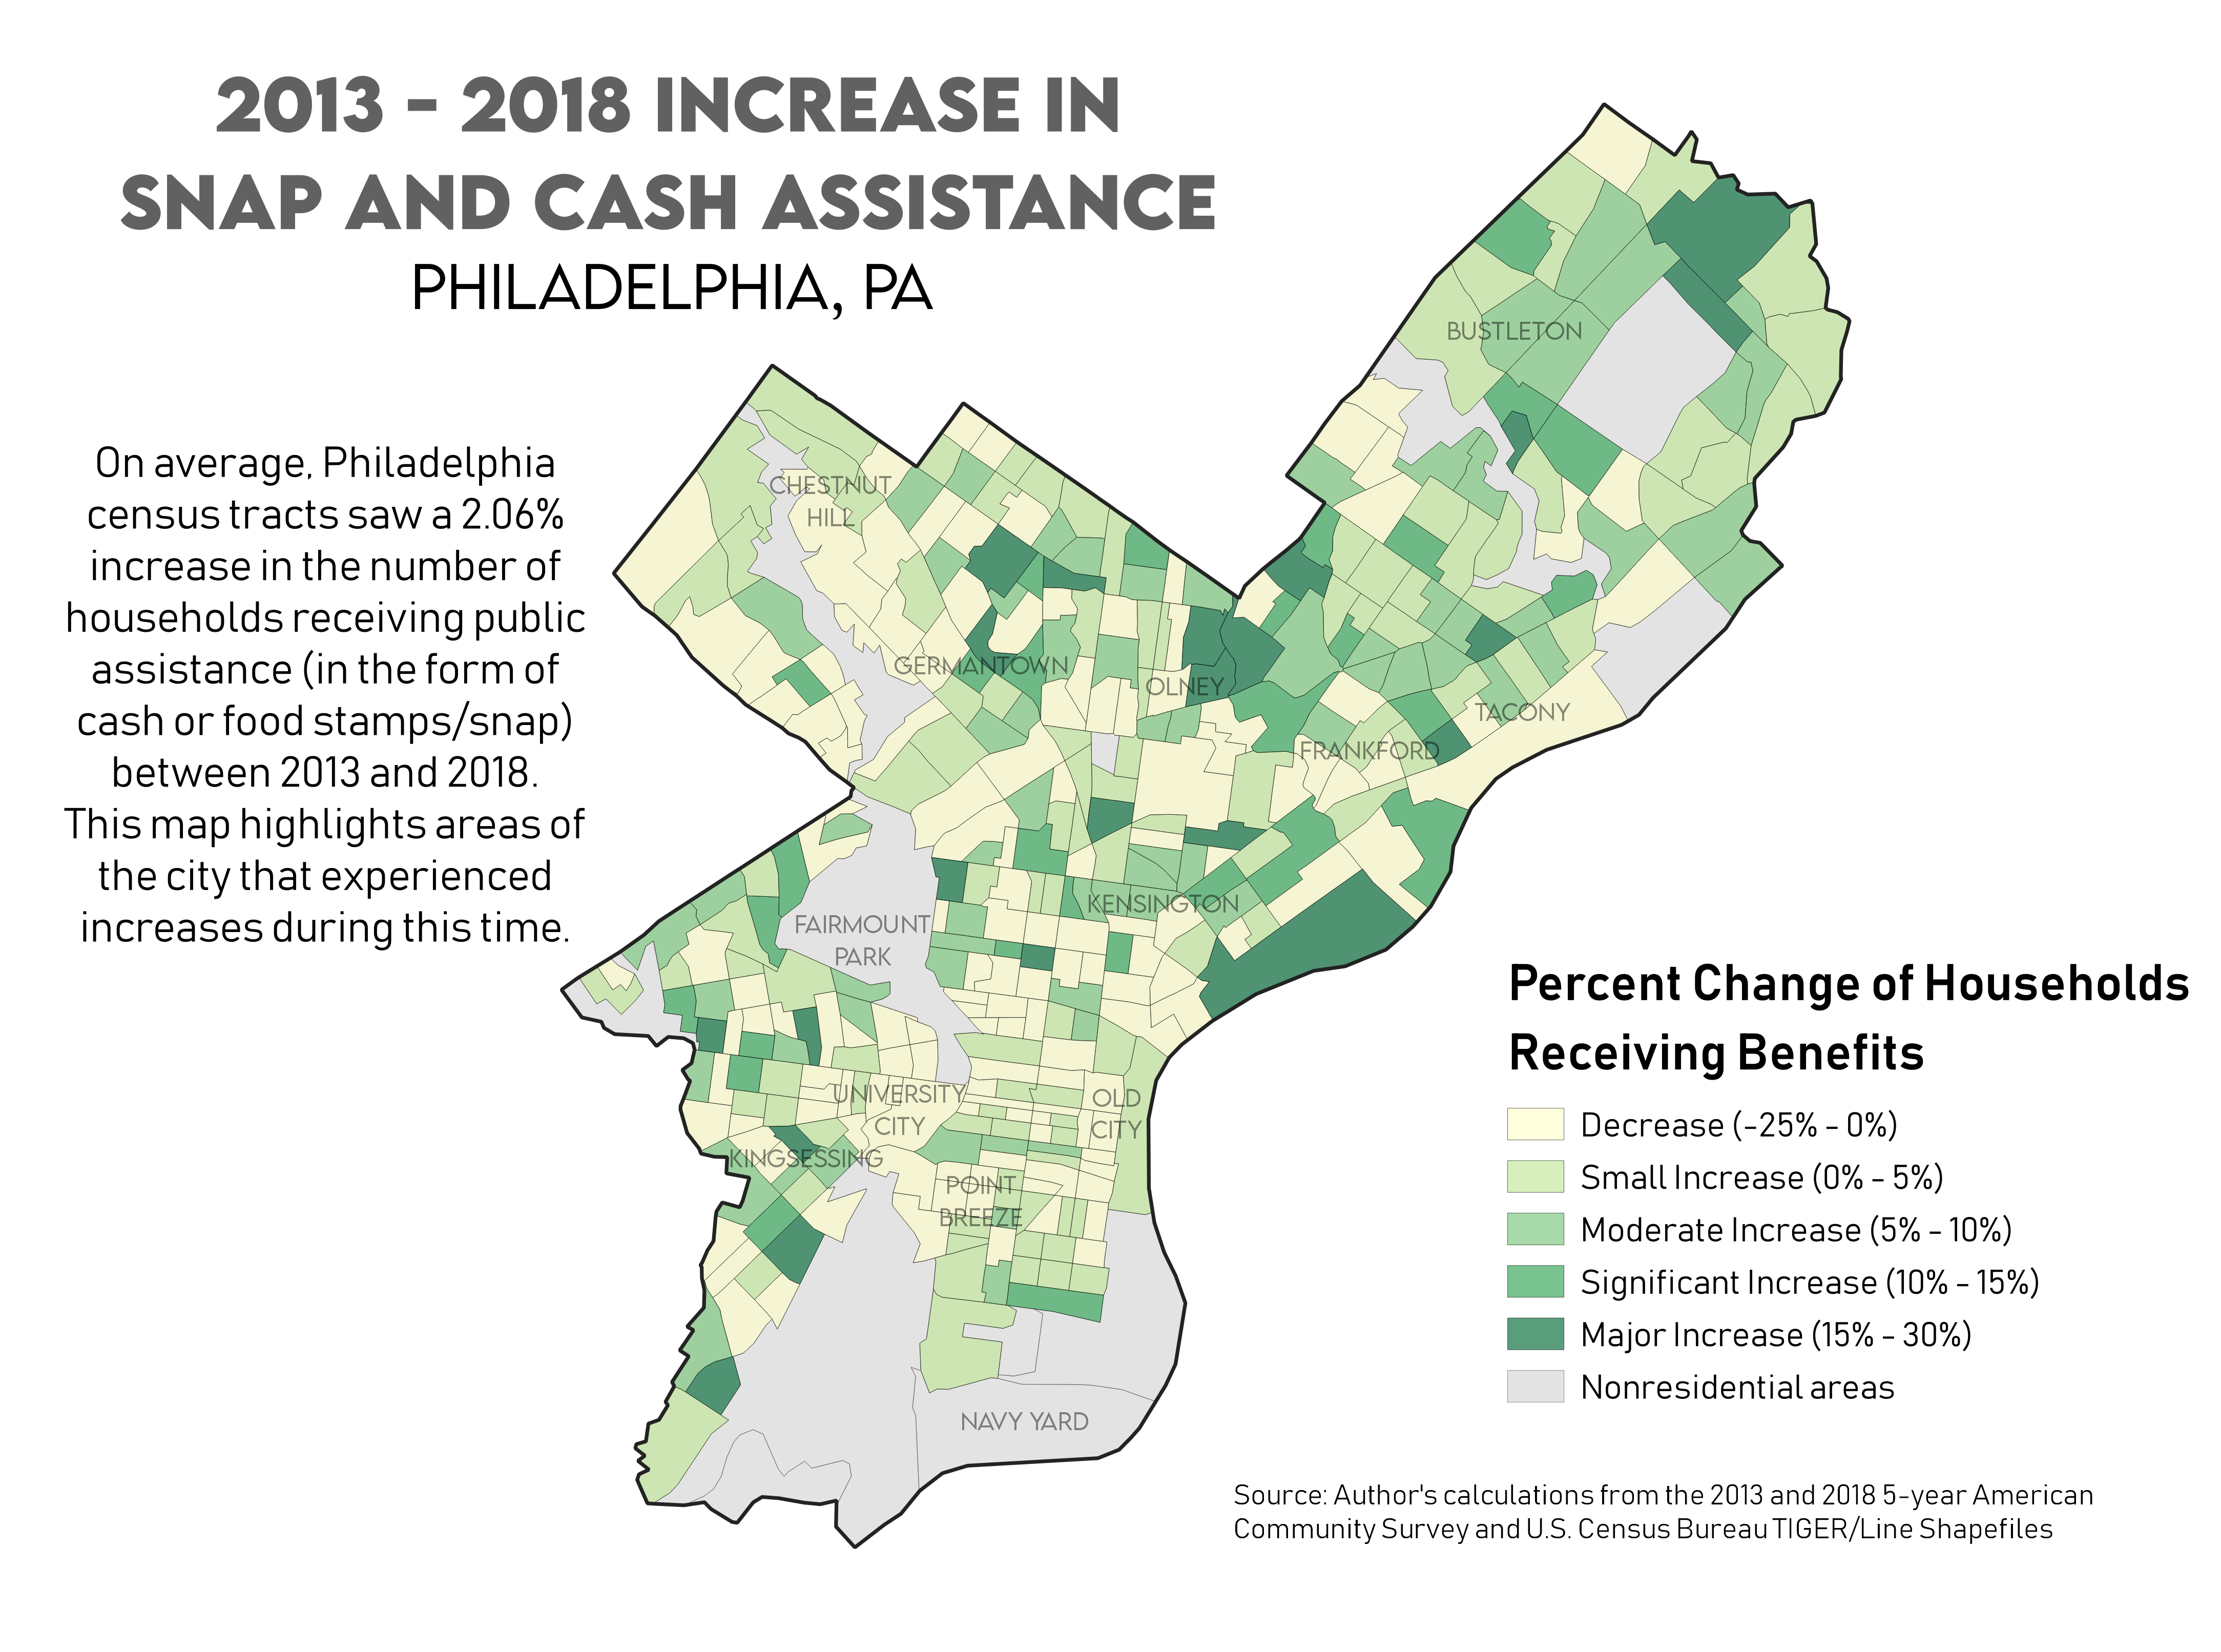 2013 - 2018 INCREASE IN
SNAP AND CASH ASSISTANCE
PHILADELPHIA, PA
On average, Philadelphia
census tracts saw a 2.06%
increase in the number of
households receiving public
assistance (in the form of
cash or food stamps/snap)
between 2013 and 2018.
This map highlights areas of
the city that experienced
increases during this time.
BUSTLETON
CHESTNUT
HILL
GERMANTOWN
OLNEY
TACONY
FRANKFORD
KENSINGTON
FAIRMOUNT
PARK
UNIVERSITY
CITY
OLD
CITY
KINGSESSING
POINT
BREEZE
NAVY YARD
Percent Change of Households
Receiving Benefits
Decrease (-25% - 0%)
Small Increase (0% - 5%)
Moderate Increase (5% - 10%)
Significant Increase (10% - 15%)
Major Increase (15% - 30%)
Nonresidential areas
Source: Author's calculations from the 2013 and 2018 5-year American
Community Survey and U.S. Census Bureau TIGER/Line Shapefiles